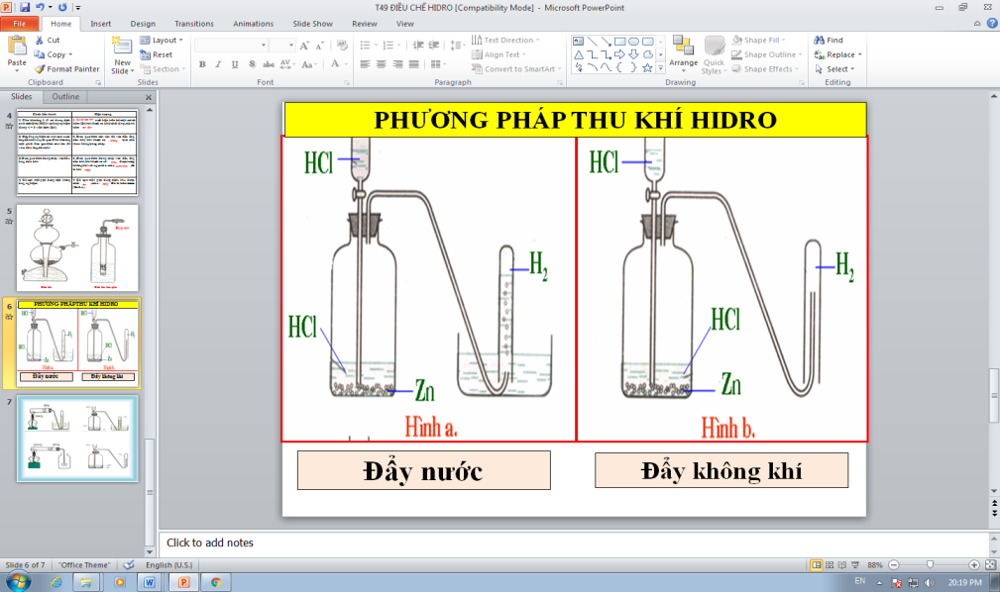 T49 ĐIỀU CHẾ HIDRO [Compatibility Mode] - Microsoft PowerPoint
File Home Insert Design Transitions Animations Slide Show Review View
Paste
Cut
Copy
Format Painter
Clipboard
New
Slide
Layout
Reset
Section
Slides
Font
Text Direction
Align Text
Convert to SmartArt
Paragraph
Arrange
Quick
Styles
Shape Fill
Shape Outline
Shape Effects
Drawing
Find
Replace
Select
Editing
Slides Outline
4
5
6
PHƯƠNG PHÁP THU KHÍ HIDRO
Đẩy nước
Đẩy không khí
7
PHƯƠNG PHÁP THU KHÍ HIDRO
HCl
H2
HCl
Zn
Hình a.
HCl
H2
HCl
Zn
Hình b.
Đẩy nước
Đẩy không khí
Click to add notes
Slide 6 of 7 "Office Theme" English (U.S.) 88%
EN 20:19 PM